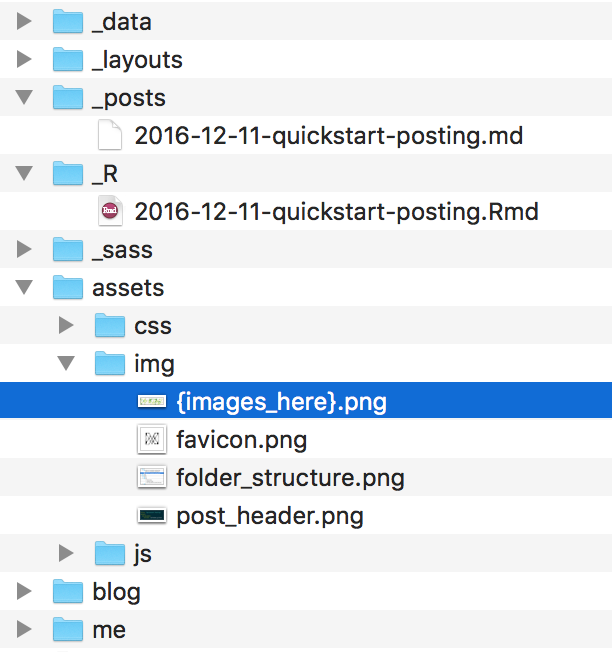 _data
_layouts
_posts
2016-12-11-quickstart-posting.md
_R
Rmd
2016-12-11-quickstart-posting.Rmd
_sass
assets
css
img
{images_here}.png
favicon.png
folder_structure.png
post_header.png
js
blog
me